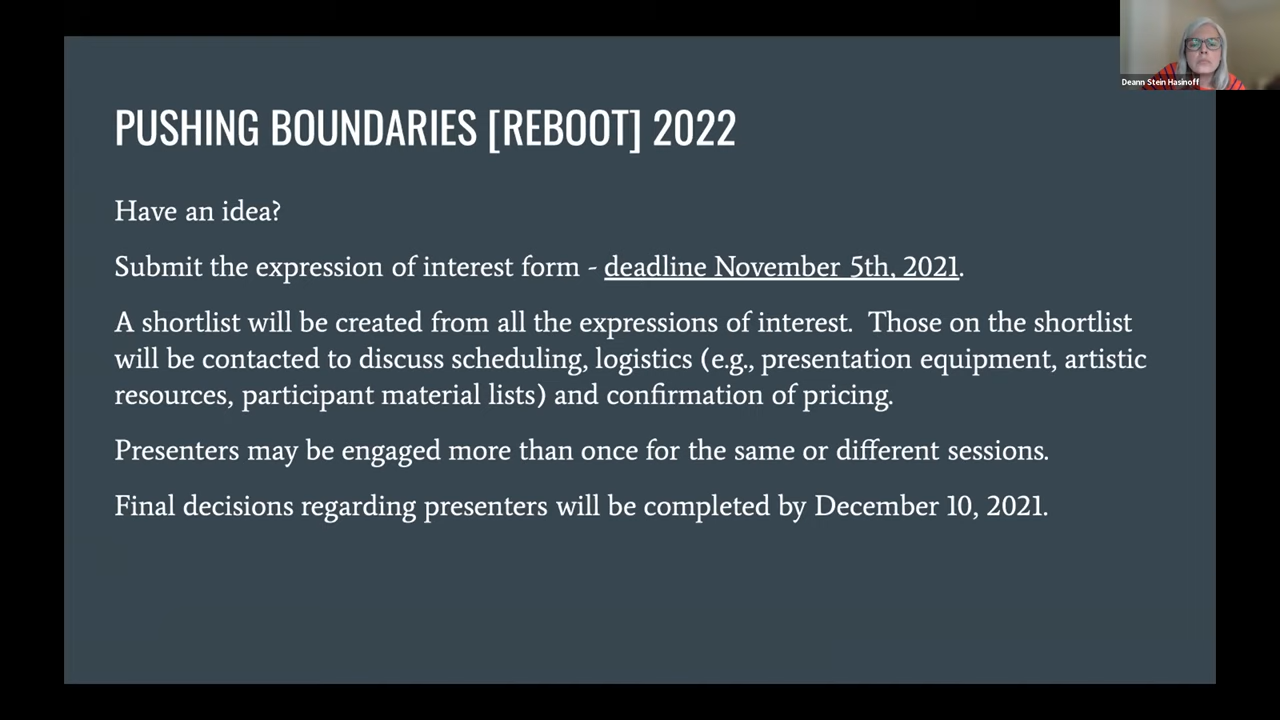 PUSHING BOUNDARIES [REBOOT] 2022
Have an idea?
Submit the expression of interest form - deadline November 5th, 2021.
A shortlist will be created from all the expressions of interest.  Those on the shortlist
will be contacted to discuss scheduling, logistics (e.g., presentation equipment, artistic
resources, participant material lists) and confirmation of pricing.
Presenters may be engaged more than once for the same or different sessions.
Final decisions regarding presenters will be completed by December 10, 2021.
Deann Stein Hasinoff